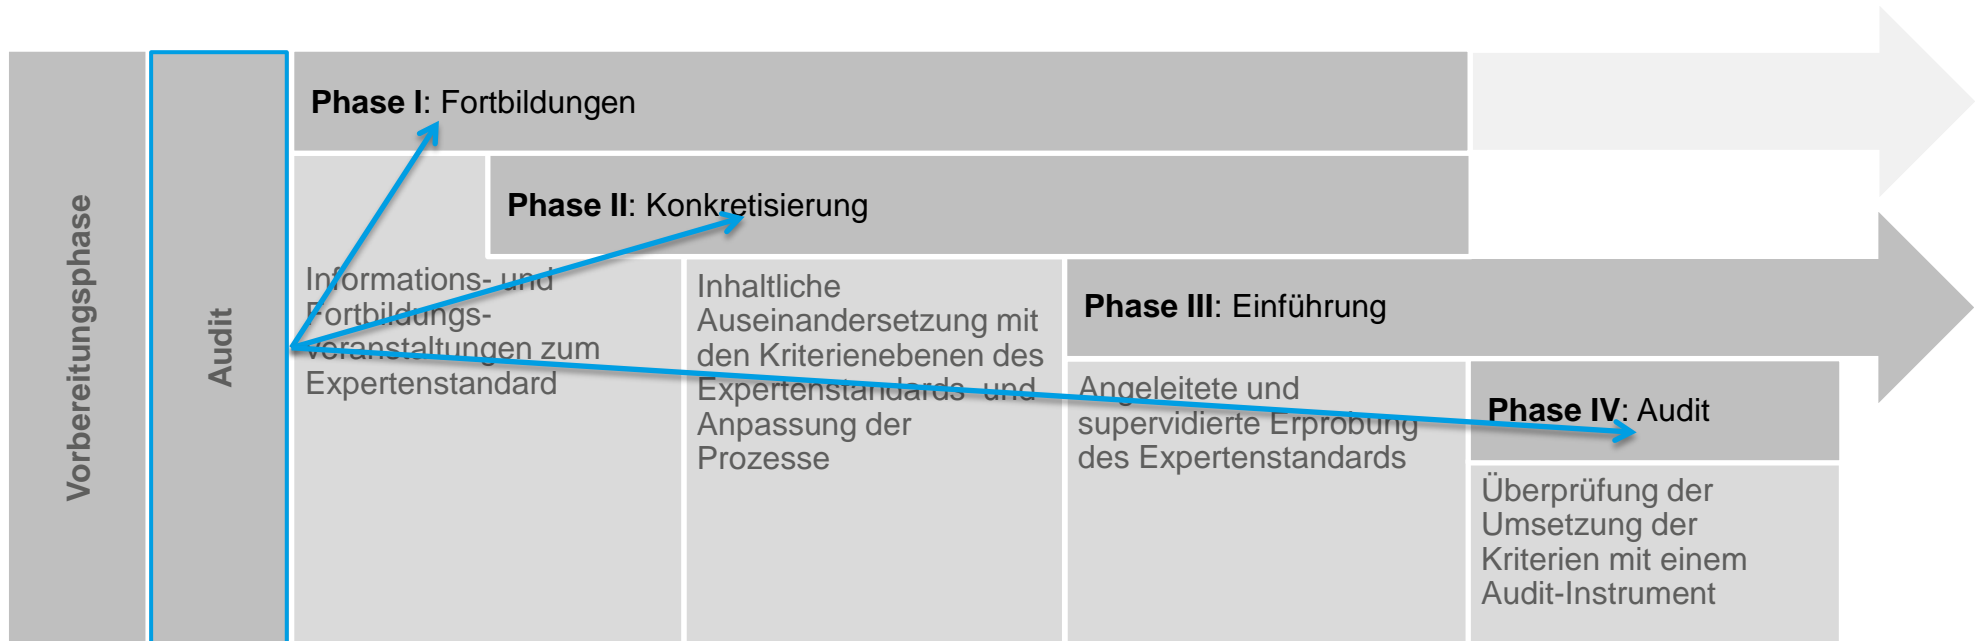 Vorbereitungsphase
Audit
Phase I: Fortbildungen
Phase II: Konkretisierung
Informations- und
Fortbildungs-
veranstaltungen zum
Expertenstandard
Inhaltliche
Auseinandersetzung mit
den Kriterienebenen des
Expertenstandards und
Anpassung der
Prozesse
Phase III: Einführung
Angeleitete und
supervidierte Erprobung
des Expertenstandards
Phase IV: Audit
Überprüfung der
Umsetzung der
Kriterien mit einem
Audit-Instrument